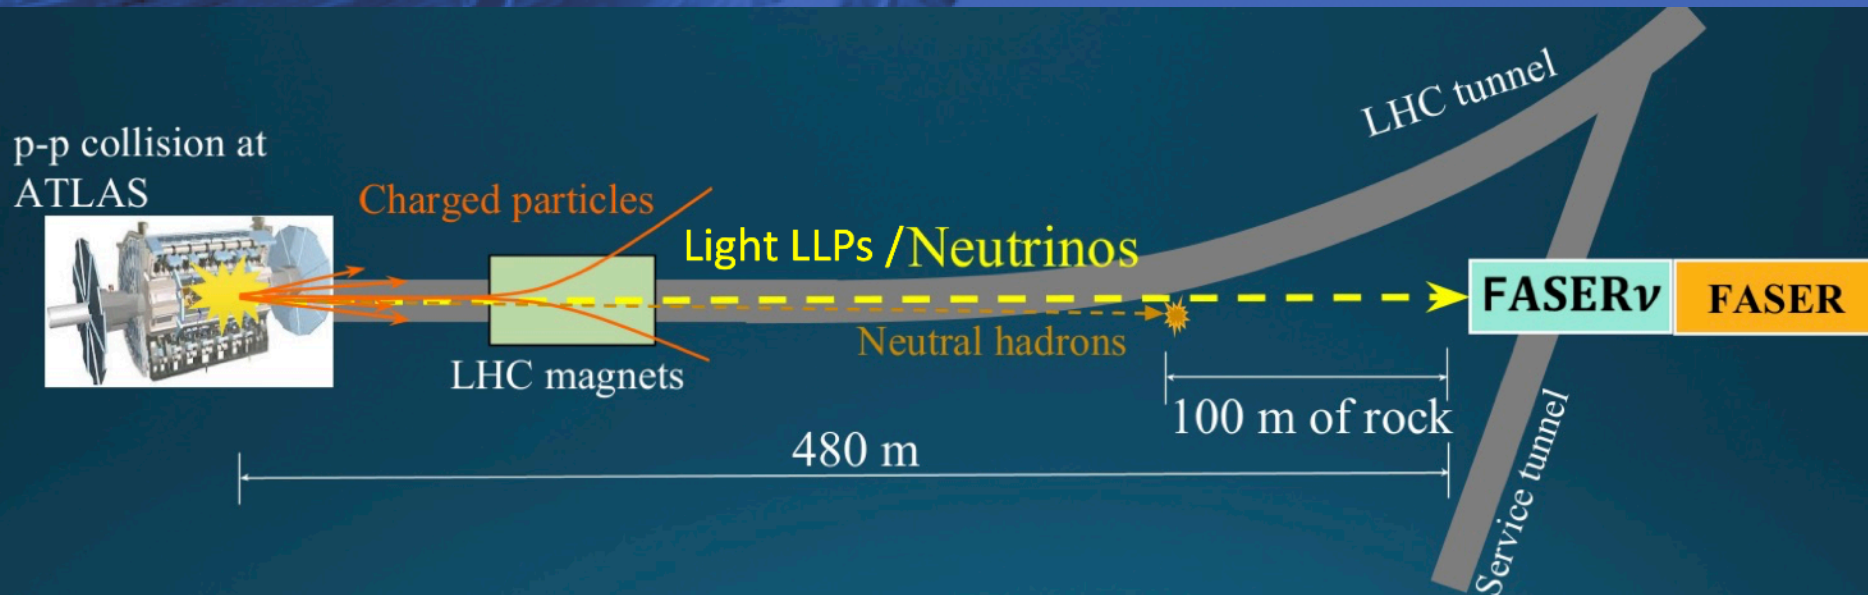 p-p collision at
ATLAS
Charged particles
Light LLPs /Neutrinos
LHC tunnel
FASERν
FASER
Neutral hadrons
LHC magnets
100 m of rock
480 m
Service tunnel